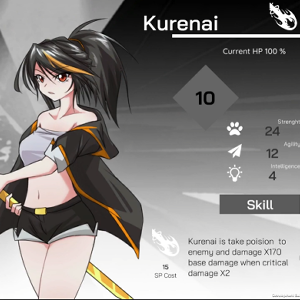 Kurenai
Current HP 100 %
10
Strenght
24
Agility
12
Intelligence
4
Skill
Kurenai is take poision to
enemy and damage X170
base damage when critical
damage X2
15
SP Cost